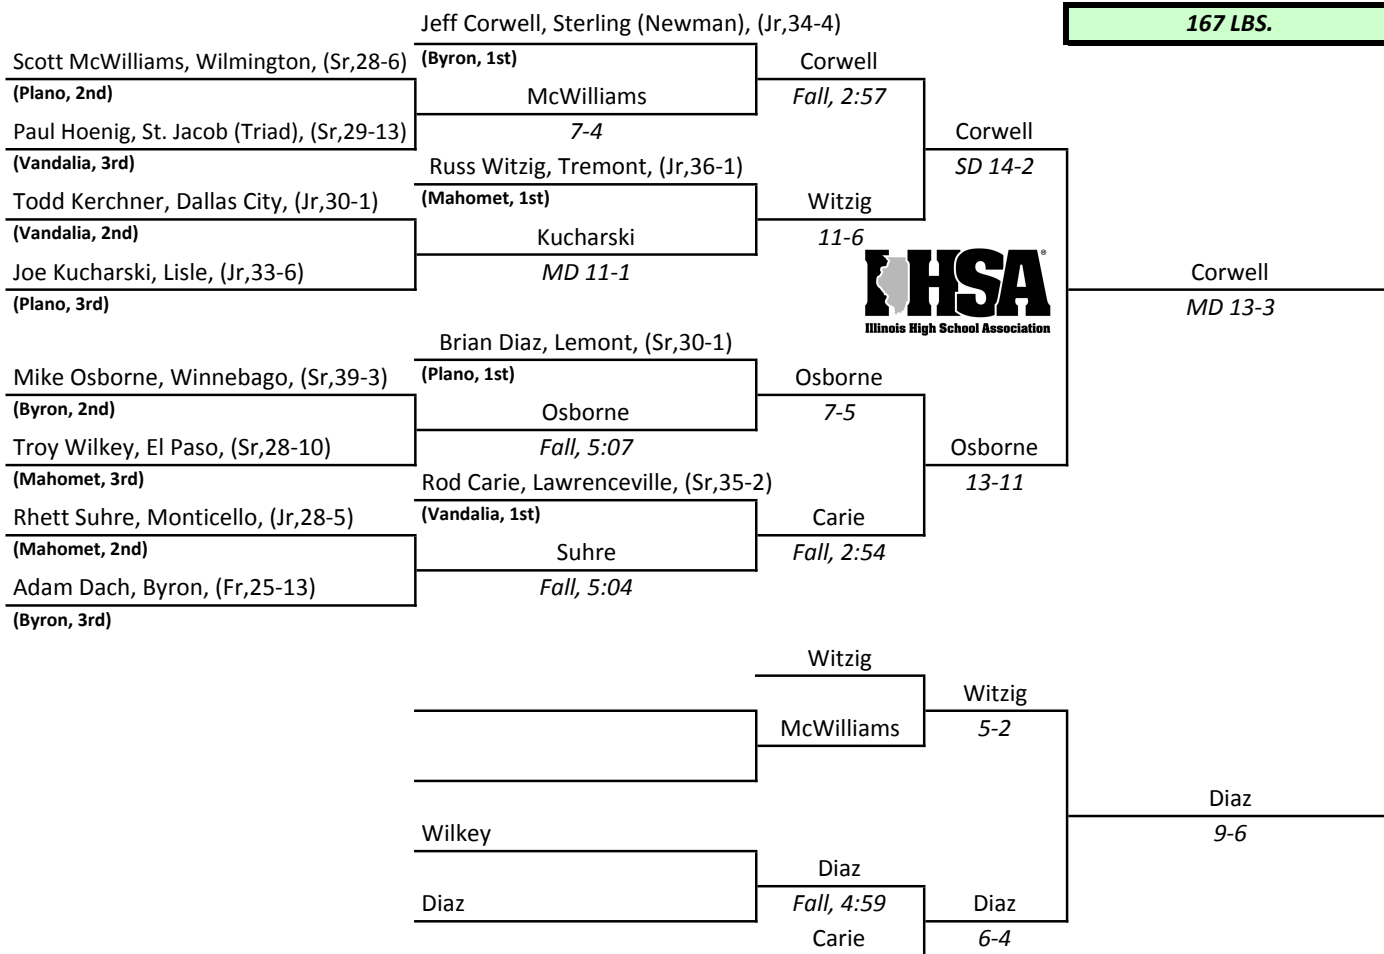 Jeff Corwell, Sterling (Newman), (Jr,34-4)
167 LBS.
Scott McWilliams, Wilmington, (Sr,28-6)
(Byron, 1st)
Corwell
(Plano, 2nd)
McWilliams
Fall, 2:57
Paul Hoenig, St. Jacob (Triad), (Sr,29-13)
7-4
Corwell
(Vandalia, 3rd)
Russ Witzig, Tremont, (Jr,36-1)
SD 14-2
Todd Kerchner, Dallas City, (Jr,30-1)
(Mahomet, 1st)
Witzig
(Vandalia, 2nd)
Kucharski
11-6
Joe Kucharski, Lisle, (Jr,33-6)
MD 11-1
IHSA®
Illinois High School Association
Corwell
(Plano, 3rd)
MD 13-3
Brian Diaz, Lemont, (Sr,30-1)
Mike Osborne, Winnebago, (Sr,39-3)
(Plano, 1st)
Osborne
(Byron, 2nd)
Osborne
7-5
Troy Wilkey, El Paso, (Sr,28-10)
Fall, 5:07
Osborne
(Mahomet, 3rd)
Rod Carie, Lawrenceville, (Sr,35-2)
13-11
Rhett Suhre, Monticello, (Jr,28-5)
(Vandalia, 1st)
Carie
(Mahomet, 2nd)
Suhre
Fall, 2:54
Adam Dach, Byron, (Fr,25-13)
Fall, 5:04
(Byron, 3rd)
Witzig
Witzig
McWilliams
5-2
Diaz
Wilkey
9-6
Diaz
Diaz
Fall, 4:59
Diaz
Carie
6-4